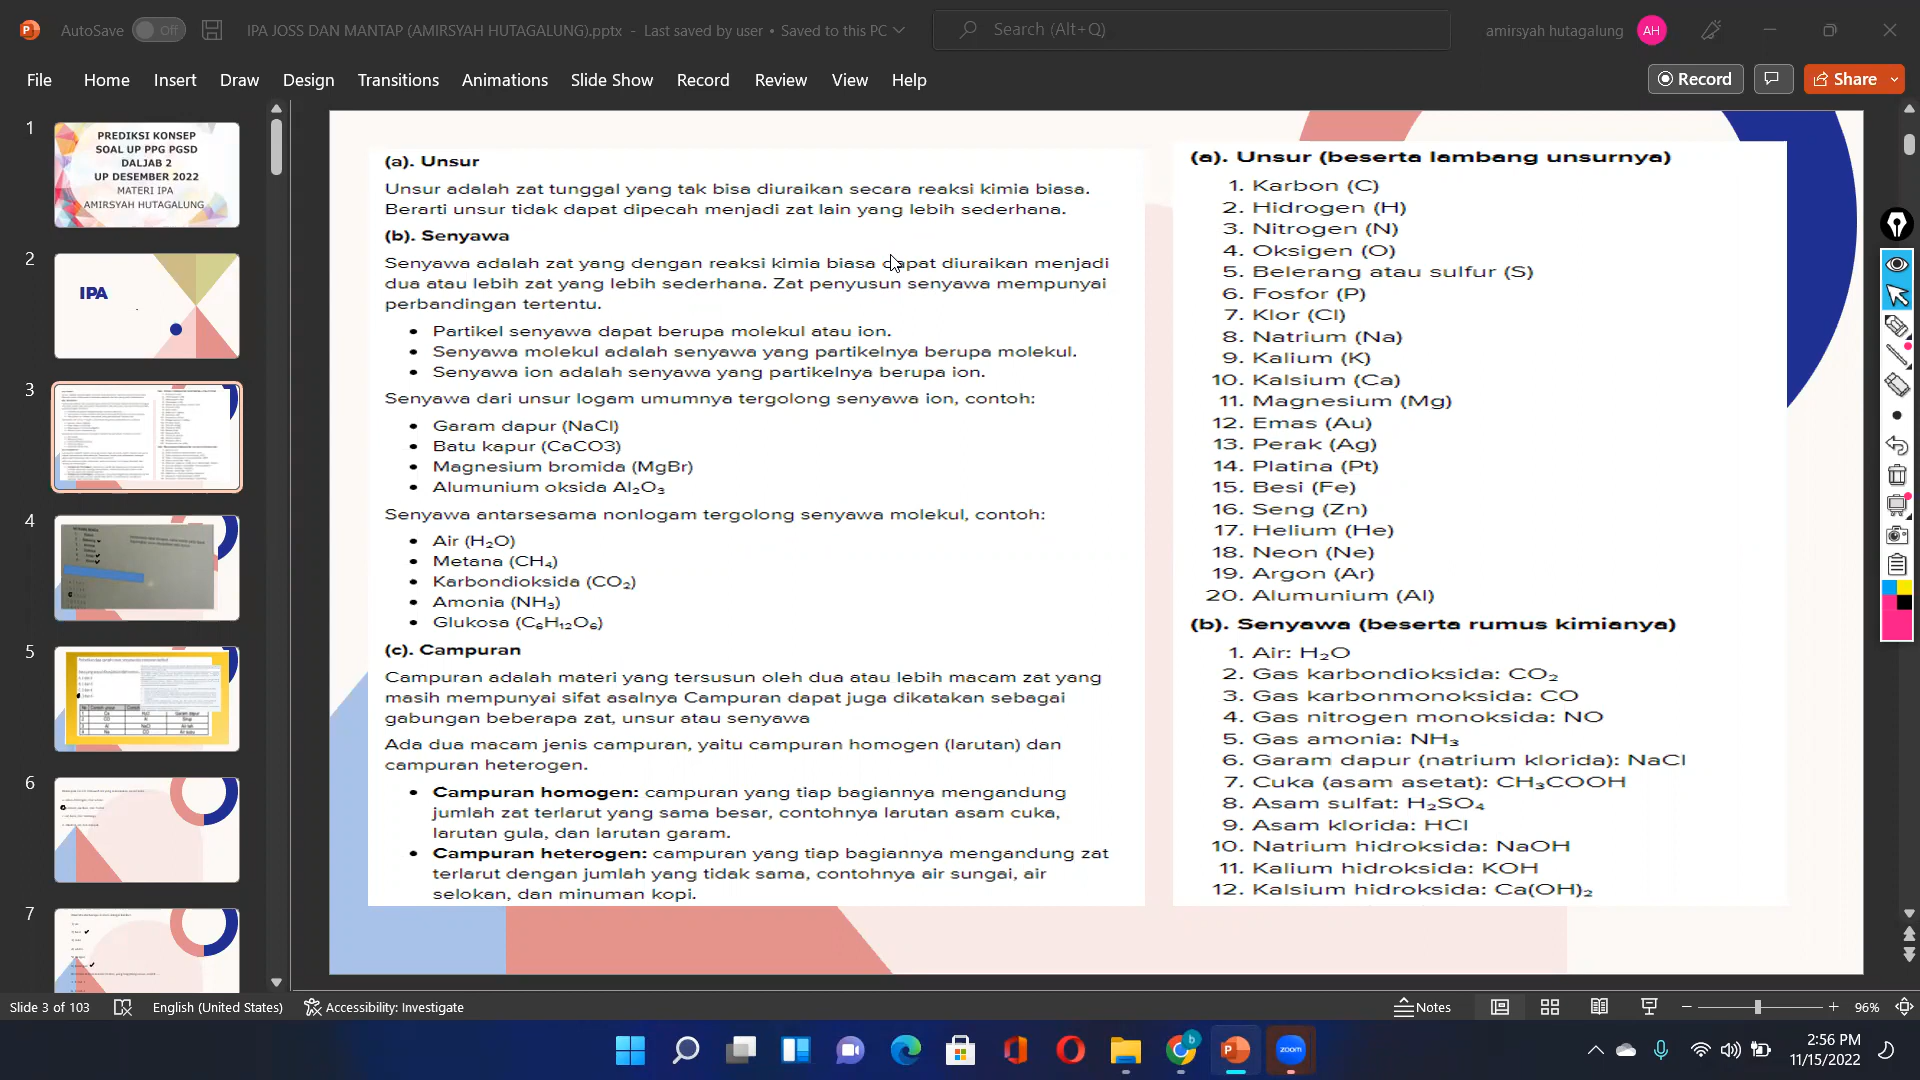 AutoSave
Off
IPA JOSS DAN MANTAP (AMIRSYAH HUTAGALUNG).pptx - Last saved by user • Saved to this PC
Search (Alt+Q)
amirsyah hutagalung
AH
File
Home
Insert
Draw
Design
Transitions
Animations
Slide Show
Record
Review
View
Help
Record
Share
1
PREDIKSI KONSEP
SOAL UP PPG PGSD
DALJAB 2
UP DESEMBER 2022
MATERI IPA
AMIRSYAH HUTAGALUNG
2
IPA
3
4
5
6
7
(a). Unsur
Unsur adalah zat tunggal yang tak bisa diuraikan secara reaksi kimia biasa.
Berarti unsur tidak dapat dipecah menjadi zat lain yang lebih sederhana.
(b). Senyawa
Senyawa adalah zat yang dengan reaksi kimia biasa dapat diuraikan menjadi
dua atau lebih zat yang lebih sederhana. Zat penyusun senyawa mempunyai
perbandingan tertentu.
• Partikel senyawa dapat berupa molekul atau ion.
• Senyawa molekul adalah senyawa yang partikelnya berupa molekul.
• Senyawa ion adalah senyawa yang partikelnya berupa ion.
Senyawa dari unsur logam umumnya tergolong senyawa ion, contoh:
• Garam dapur (NaCl)
• Batu kapur (CaCO3)
• Magnesium bromida (MgBr)
• Alumunium oksida Al₂O₃
Senyawa antarsesama nonlogam tergolong senyawa molekul, contoh:
• Air (H₂O)
• Metana (CH₄)
• Karbondioksida (CO₂)
• Amonia (NH₃)
• Glukosa (C₆H₁₂O₆)
(c). Campuran
Campuran adalah materi yang tersusun oleh dua atau lebih macam zat yang
masih mempunyai sifat asalnya Campuran dapat juga dikatakan sebagai
gabungan beberapa zat, unsur atau senyawa
Ada dua macam jenis campuran, yaitu campuran homogen (larutan) dan
campuran heterogen.
• Campuran homogen: campuran yang tiap bagiannya mengandung
jumlah zat terlarut yang sama besar, contohnya larutan asam cuka,
larutan gula, dan larutan garam.
• Campuran heterogen: campuran yang tiap bagiannya mengandung zat
terlarut dengan jumlah yang tidak sama, contohnya air sungai, air
selokan, dan minuman kopi.
(a). Unsur (beserta lambang unsurnya)
1. Karbon (C)
2. Hidrogen (H)
3. Nitrogen (N)
4. Oksigen (O)
5. Belerang atau sulfur (S)
6. Fosfor (P)
7. Klor (Cl)
8. Natrium (Na)
9. Kalium (K)
10. Kalsium (Ca)
11. Magnesium (Mg)
12. Emas (Au)
13. Perak (Ag)
14. Platina (Pt)
15. Besi (Fe)
16. Seng (Zn)
17. Helium (He)
18. Neon (Ne)
19. Argon (Ar)
20. Alumunium (Al)
(b). Senyawa (beserta rumus kimianya)
1. Air: H₂O
2. Gas karbondioksida: CO₂
3. Gas karbonmonoksida: CO
4. Gas nitrogen monoksida: NO
5. Gas amonia: NH₃
6. Garam dapur (natrium klorida): NaCl
7. Cuka (asam asetat): CH₃COOH
8. Asam sulfat: H₂SO₄
9. Asam klorida: HCl
10. Natrium hidroksida: NaOH
11. Kalium hidroksida: KOH
12. Kalsium hidroksida: Ca(OH)₂
Slide 3 of 103
English (United States)
Accessibility: Investigate
Notes
96%
zoom
2:56 PM
11/15/2022